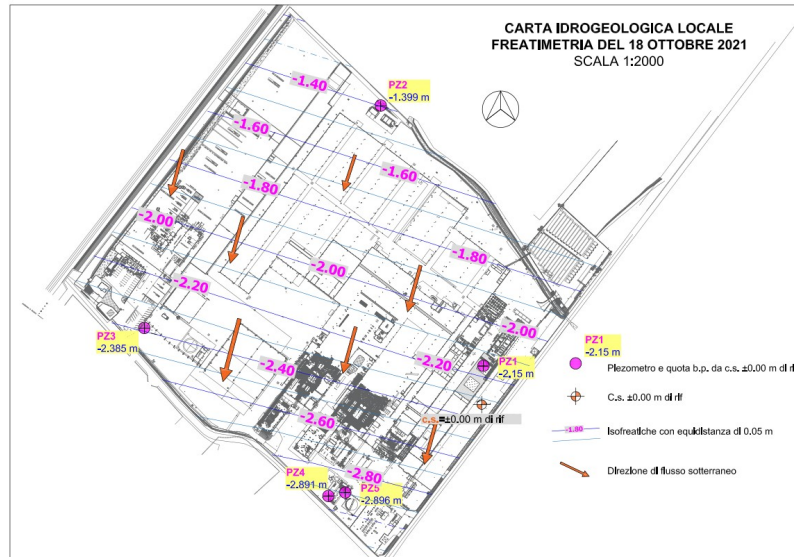 CARTA IDROGEOLOGICA LOCALE
FREATIMETRIA DEL 18 OTTOBRE 2021
SCALA 1:2000
PZ2
-1.399 m
-1.40
-1.60
-1.60
-1.80
-1.80
-2.00
-2.00
-2.00
-2.20
-2.20
-2.40
-2.60
-2.80
PZ3
-2.385 m
PZ1
-2.15 m
c.s.=±0.00 m di rif
PZ4
-2.891 m
PZ5
-2.896 m
PZ1
-2.15 m
Piezometro e quota b.p. da c.s. ±0.00 m di ri
C.s. ±0.00 m di rif
-1.80
Isofreatiche con equidistanza di 0.05 m
Direzione di flusso sotterraneo